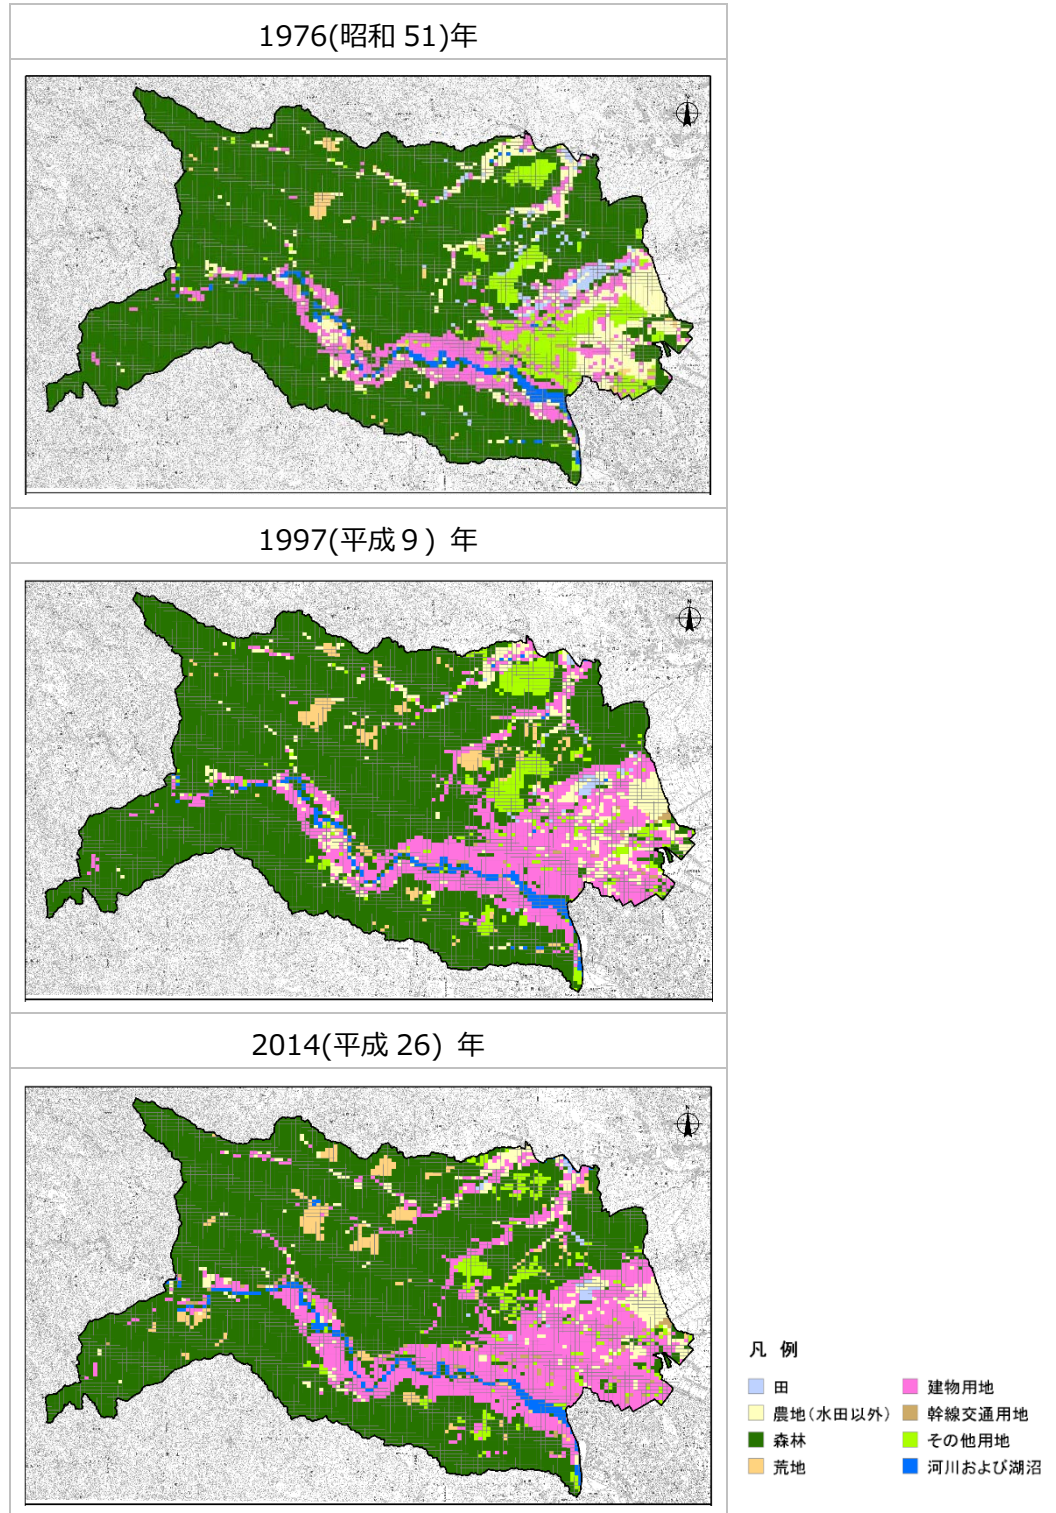 1976(昭和 51)年
1997(平成９) 年
2014(平成 26) 年
凡 例
田
農地(水田以外)
森林
荒地
建物用地
幹線交通用地
その他用地
河川および湖沼